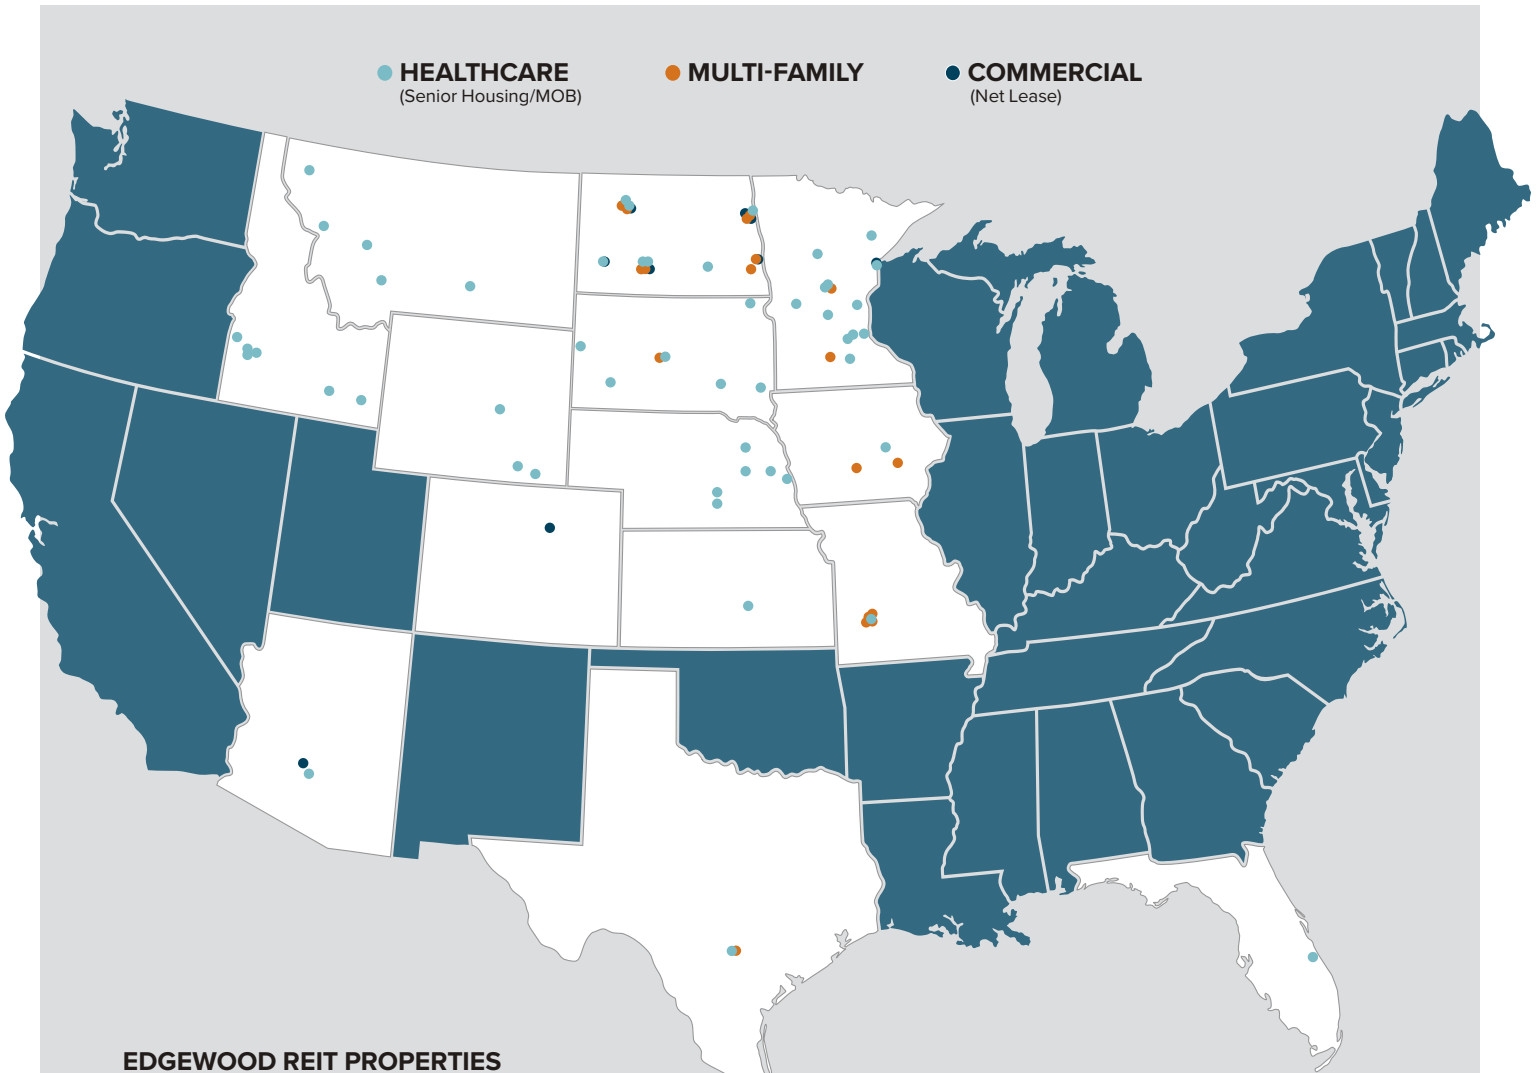 HEALTHCARE
(Senior Housing/MOB)
MULTI-FAMILY
COMMERCIAL
(Net Lease)
EDGEWOOD REIT PROPERTIES